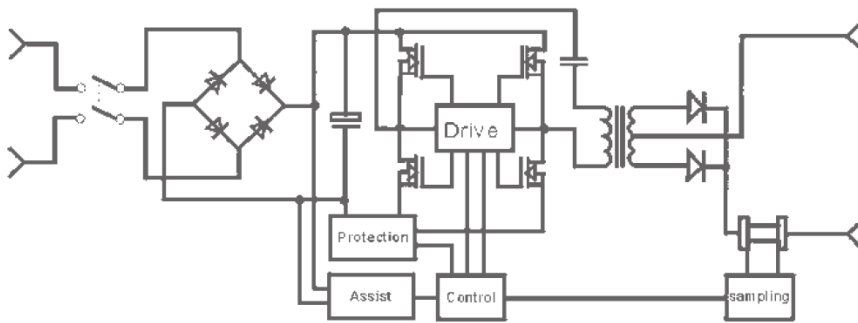 Drive
Protection
Assist
Control
sampling